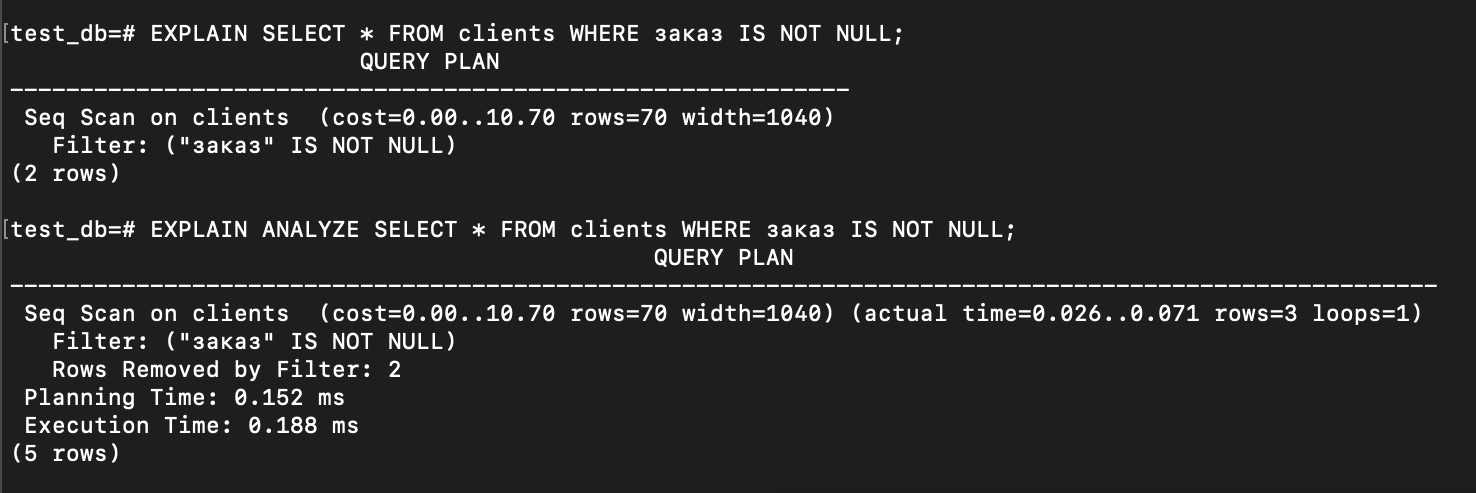 [test_db=# EXPLAIN SELECT * FROM clients WHERE заказ IS NOT NULL;
                         QUERY PLAN
------------------------------------------------------------
 Seq Scan on clients  (cost=0.00..10.70 rows=70 width=1040)
   Filter: ("заказ" IS NOT NULL)
(2 rows)
[test_db=# EXPLAIN ANALYZE SELECT * FROM clients WHERE заказ IS NOT NULL;
                                              QUERY PLAN
------------------------------------------------------------------------------------------------------
 Seq Scan on clients  (cost=0.00..10.70 rows=70 width=1040) (actual time=0.026..0.071 rows=3 loops=1)
   Filter: ("заказ" IS NOT NULL)
   Rows Removed by Filter: 2
 Planning Time: 0.152 ms
 Execution Time: 0.188 ms
(5 rows)